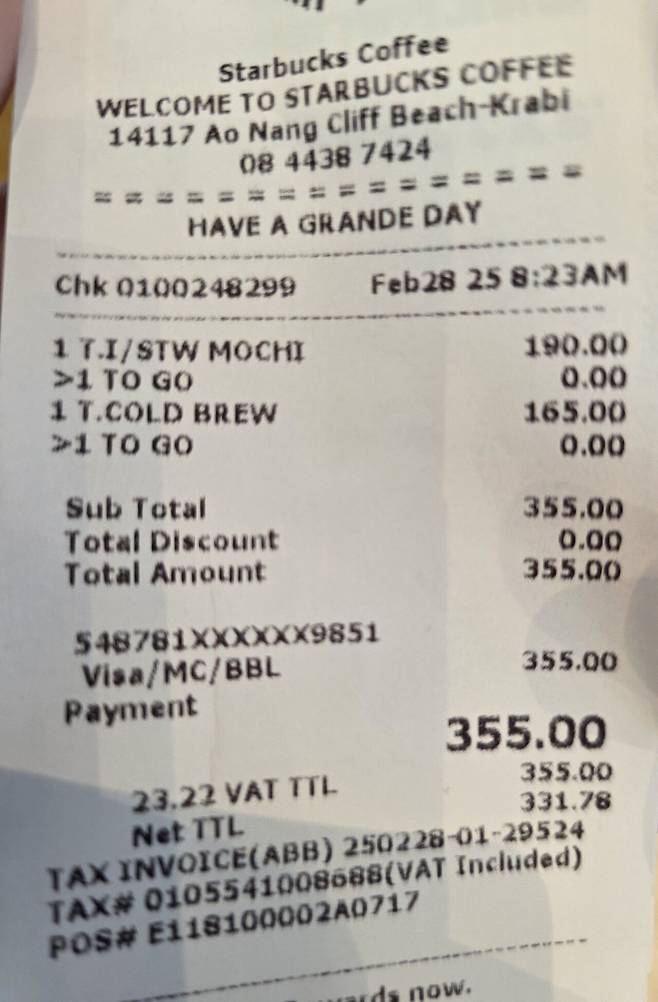 Starbucks Coffee
WELCOME TO STARBUCKS COFFEE
14117 Ao Nang Cliff Beach-Krabi
08 4438 7424
= = = = = = = = = = = = = = = = =
HAVE A GRANDE DAY
Chk 0100248299 Feb28 25 8:23AM
1 T.I/STW MOCHI 190.00
>1 TO GO 0.00
1 T.COLD BREW 165.00
>1 TO GO 0.00
Sub Total 355.00
Total Discount 0.00
Total Amount 355.00
548781XXXXXX9851
Visa/MC/BBL 355.00
Payment 355.00
23.22 VAT TTL 355.00
Net TTL 331.78
TAX INVOICE(ABB) 250228-01-29524
TAX# 0105541008688(VAT Included)
POS# E118100002A0717
now.